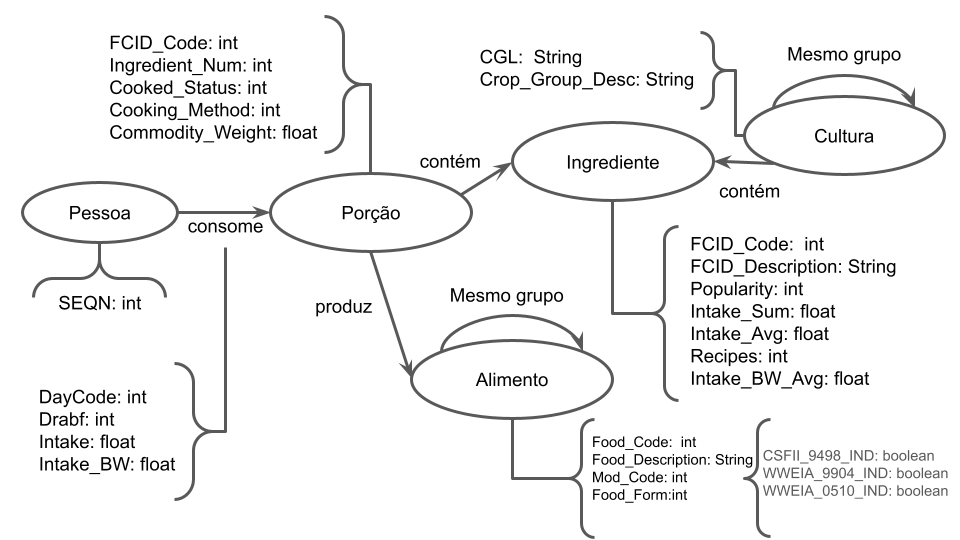 FCID_Code: int
Ingredient_Num: int
Cooked_Status: int
Cooking_Method: int
Commodity_Weight: float
CGL:  String
Crop_Group_Desc: String
Mesmo grupo
Cultura
contém
Ingrediente
contém
Pessoa
consome
Porção
SEQN: int
produz
Mesmo grupo
Alimento
FCID_Code:  int
FCID_Description: String
Popularity: int
Intake_Sum: float
Intake_Avg: float
Recipes: int
Intake_BW_Avg: float
DayCode: int
Drabf: int
Intake: float
Intake_BW: float
Food_Code:  int
Food_Description: String
Mod_Code: int
Food_Form:int
CSFII_9498_IND: boolean
WWEIA_9904_IND: boolean
WWEIA_0510_IND: boolean